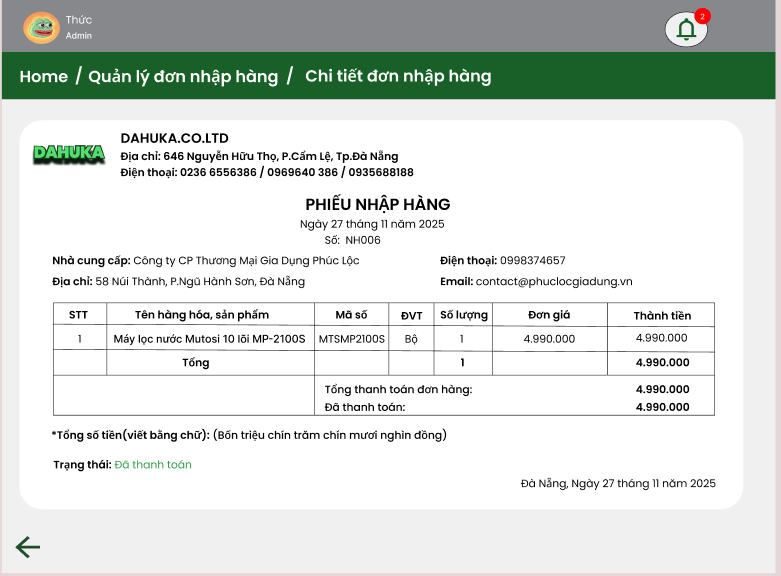 Thức
Admin
2
Home / Quản lý đơn nhập hàng / Chi tiết đơn nhập hàng
DAHUKA
DAHUKA.CO.LTD
Địa chỉ: 646 Nguyễn Hữu Thọ, P.Cẩm Lệ, Tp.Đà Nẵng
Điện thoại: 0236 6556386 / 0969640 386 / 0935688188
PHIẾU NHẬP HÀNG
Ngày 27 tháng 11 năm 2025
Số: NH006
Nhà cung cấp: Công ty CP Thương Mại Gia Dụng Phúc Lộc Điện thoại: 0998374657
Địa chỉ: 58 Núi Thành, P.Ngũ Hành Sơn, Đà Nẵng Email: contact@phuclocgiadung.vn
STT Tên hàng hóa, sản phẩm Mã số ĐVT Số lượng Đơn giá Thành tiền
1 Máy lọc nước Mutosi 10 lõi MP-2100S MTSMP2100S Bộ 1 4.990.000 4.990.000
Tổng 1 4.990.000
Tổng thanh toán đơn hàng: 4.990.000
Đã thanh toán: 4.990.000
*Tổng số tiền(viết bằng chữ): (Bốn triệu chín trăm chín mươi nghìn đồng)
Trạng thái: Đã thanh toán
Đà Nẵng, Ngày 27 tháng 11 năm 2025